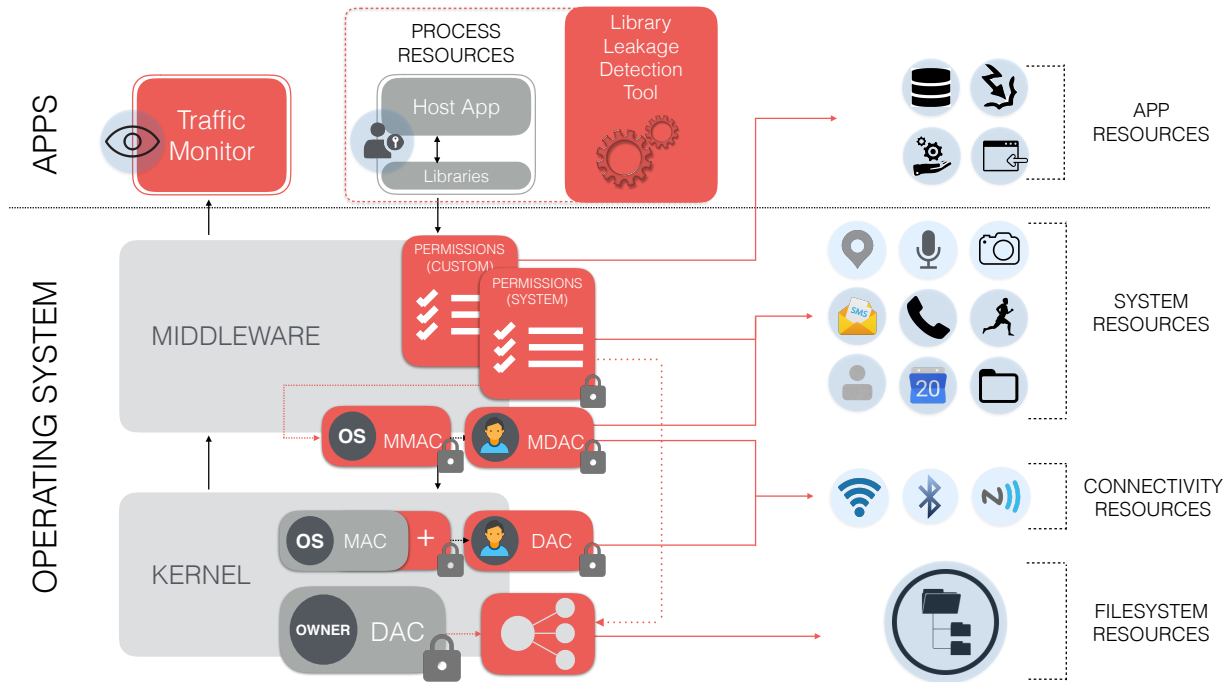 APPS
OPERATING SYSTEM
Traffic
Monitor
PROCESS
RESOURCES
Host App
Libraries
Library
Leakage
Detection
Tool
APP
RESOURCES
MIDDLEWARE
PERMISSIONS
(CUSTOM)
PERMISSIONS
(SYSTEM)
SMS
20
SYSTEM
RESOURCES
OS MMAC
MDAC
CONNECTIVITY
RESOURCES
KERNEL
OS MAC +
DAC
OWNER DAC
FILESYSTEM
RESOURCES